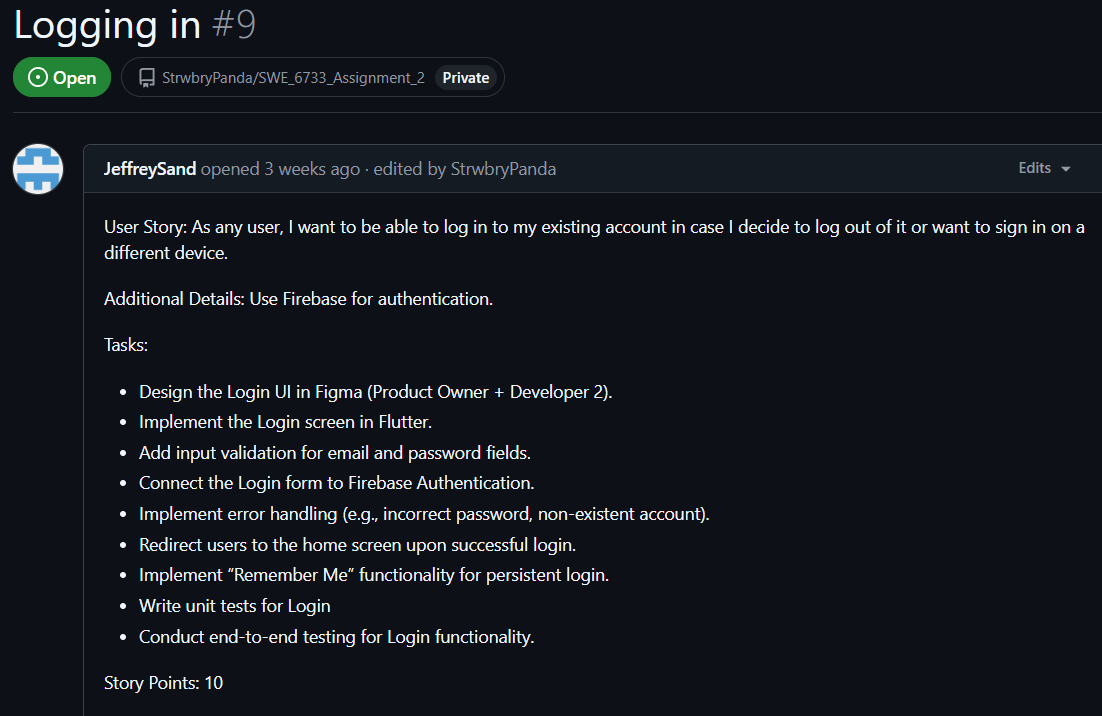 Logging in #9
Open StrwbryPanda/SWE_6733_Assignment_2 Private
JeffreySand opened 3 weeks ago · edited by StrwbryPanda Edits
User Story: As any user, I want to be able to log in to my existing account in case I decide to log out of it or want to sign in on a
different device.
Additional Details: Use Firebase for authentication.
Tasks:
• Design the Login UI in Figma (Product Owner + Developer 2).
• Implement the Login screen in Flutter.
• Add input validation for email and password fields.
• Connect the Login form to Firebase Authentication.
• Implement error handling (e.g., incorrect password, non-existent account).
• Redirect users to the home screen upon successful login.
• Implement “Remember Me” functionality for persistent login.
• Write unit tests for Login
• Conduct end-to-end testing for Login functionality.
Story Points: 10